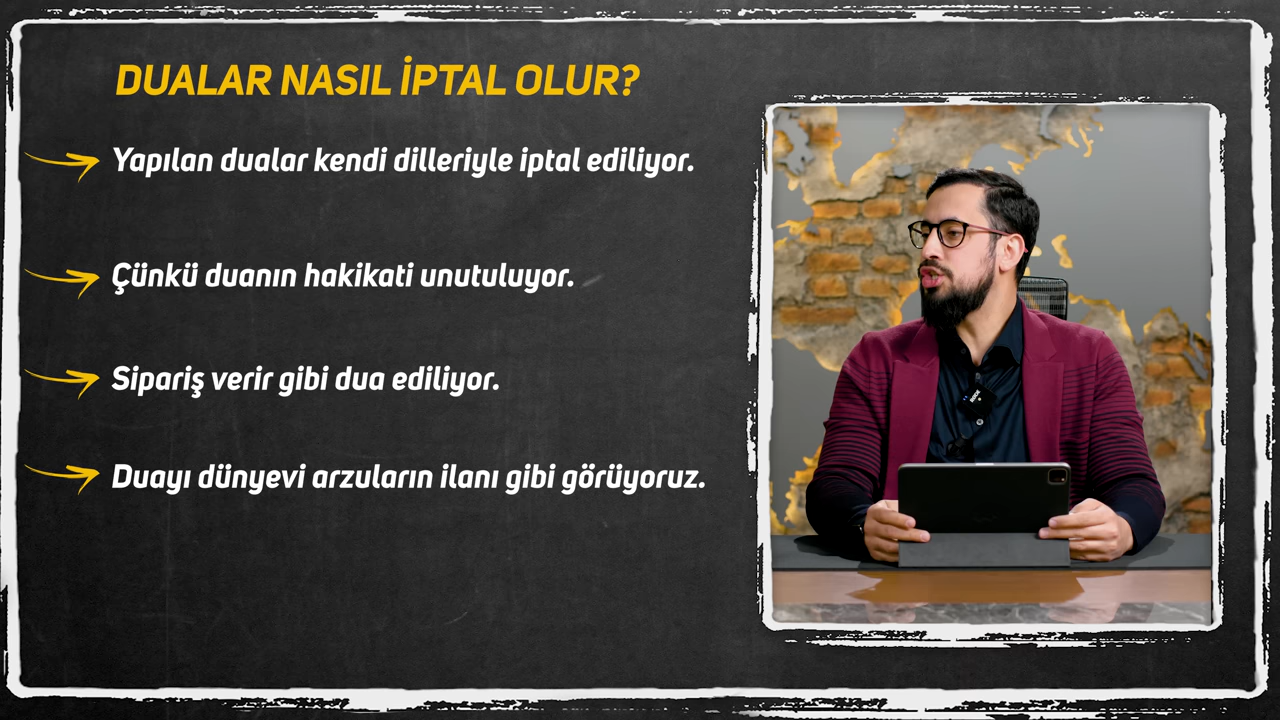 DUALAR NASIL İPTAL OLUR?
Yapılan dualar kendi dilleriyle iptal ediliyor.
Çünkü duanın hakikati unutuluyor.
Sipariş verir gibi dua ediliyor.
Duayı dünyevi arzuların ilanı gibi görüyoruz.